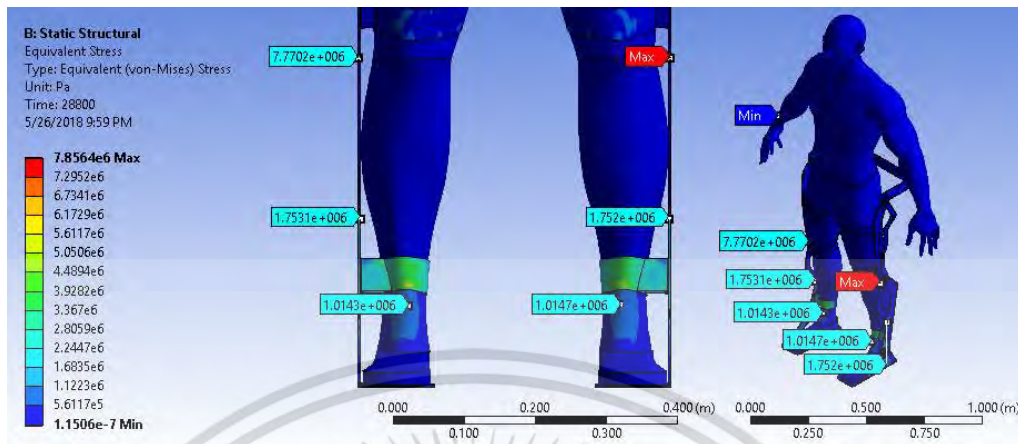 B: Static Structural
Equivalent Stress
Type: Equivalent (von-Mises) Stress
Unit: Pa
Time: 28800
5/26/2018 9:59 PM
7.8564e6 Max
7.2952e6
6.7341e6
6.1729e6
5.6117e6
5.0506e6
4.4894e6
3.9282e6
3.367e6
2.8059e6
2.2447e6
1.6835e6
1.1223e6
5.6117e5
1.1506e-7 Min
7.7702e+006
Max
1.7531e+006
1.752e+006
1.0143e+006
1.0147e+006
0.000
0.200
0.400 (m)
0.100
0.300
Min
7.7702e+006
1.7531e+006
Max
1.0143e+006
1.0147e+006
1.752e+006
0.000
0.500
1.000 (m)
0.250
0.750